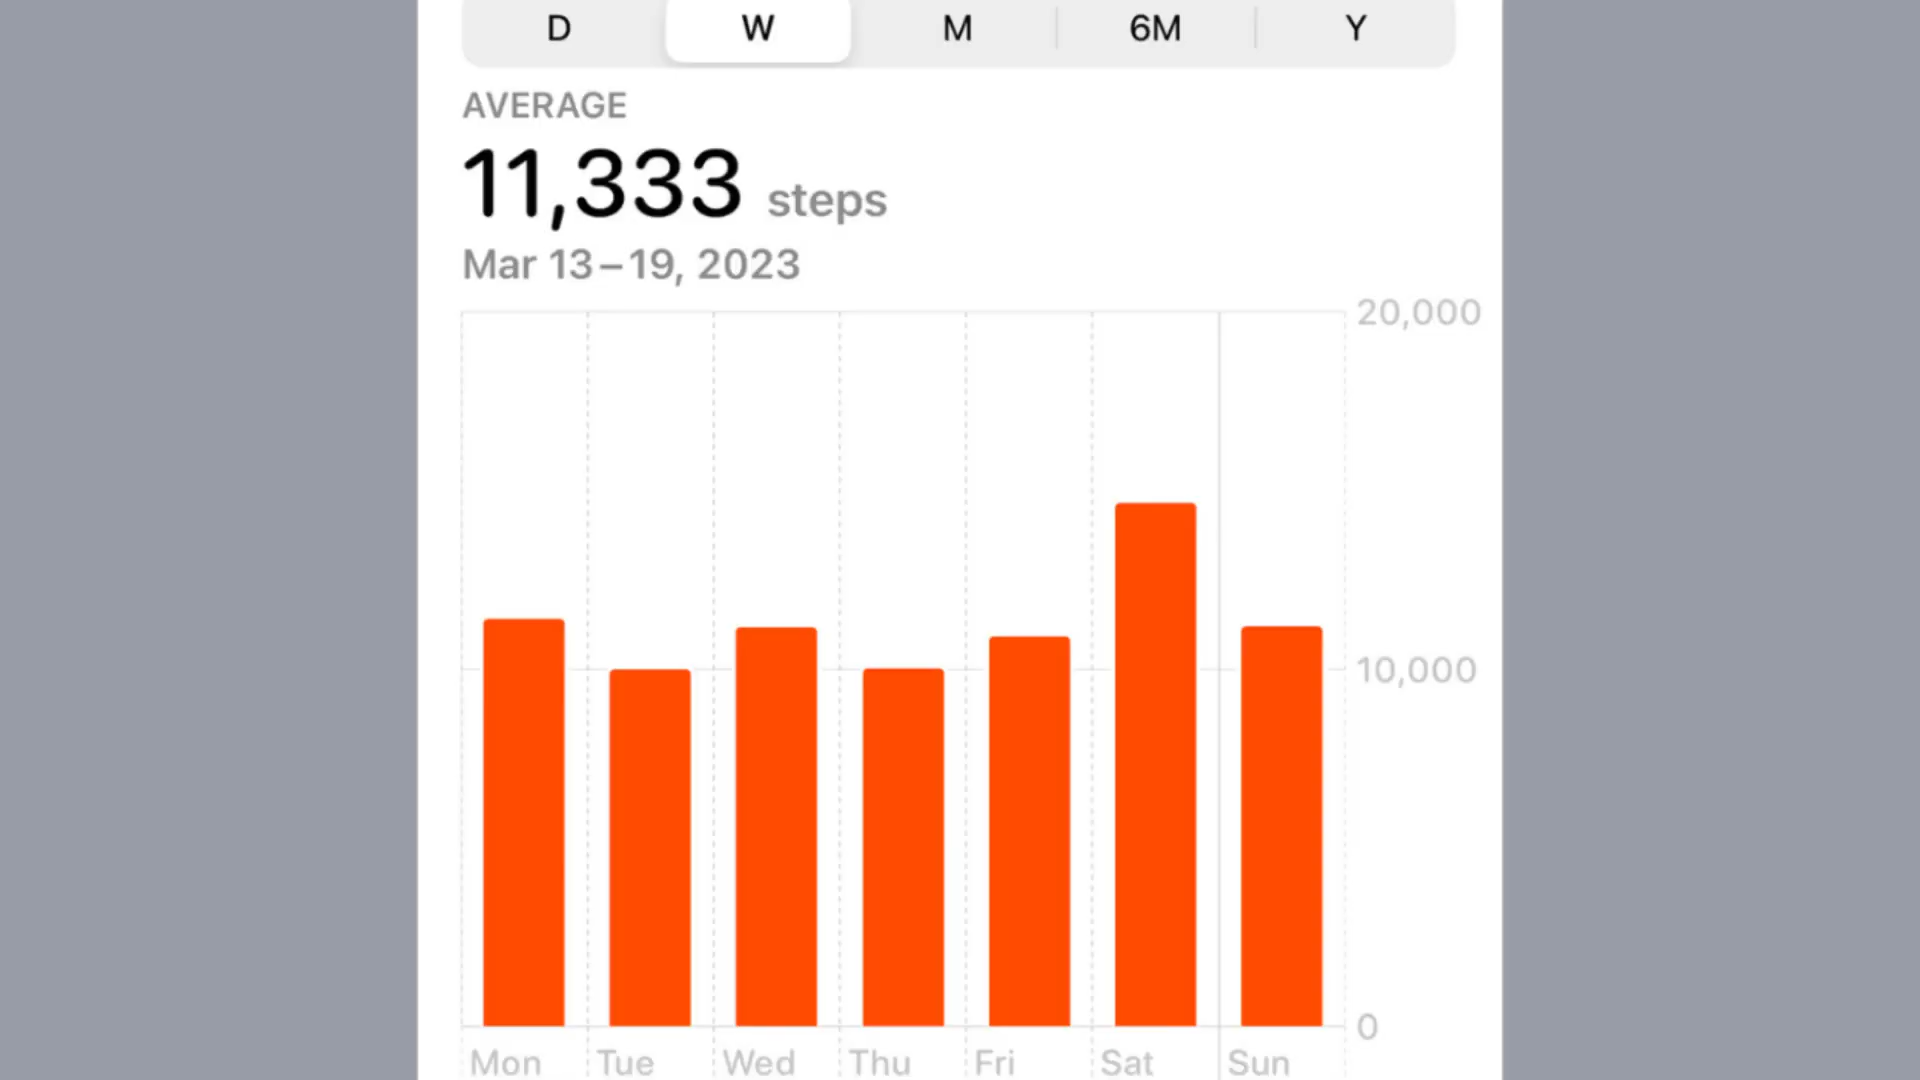 D W M 6M Y
AVERAGE
11,333 steps
Mar 13–19, 2023
20,000
10,000
0
Mon Tue Wed Thu Fri Sat Sun